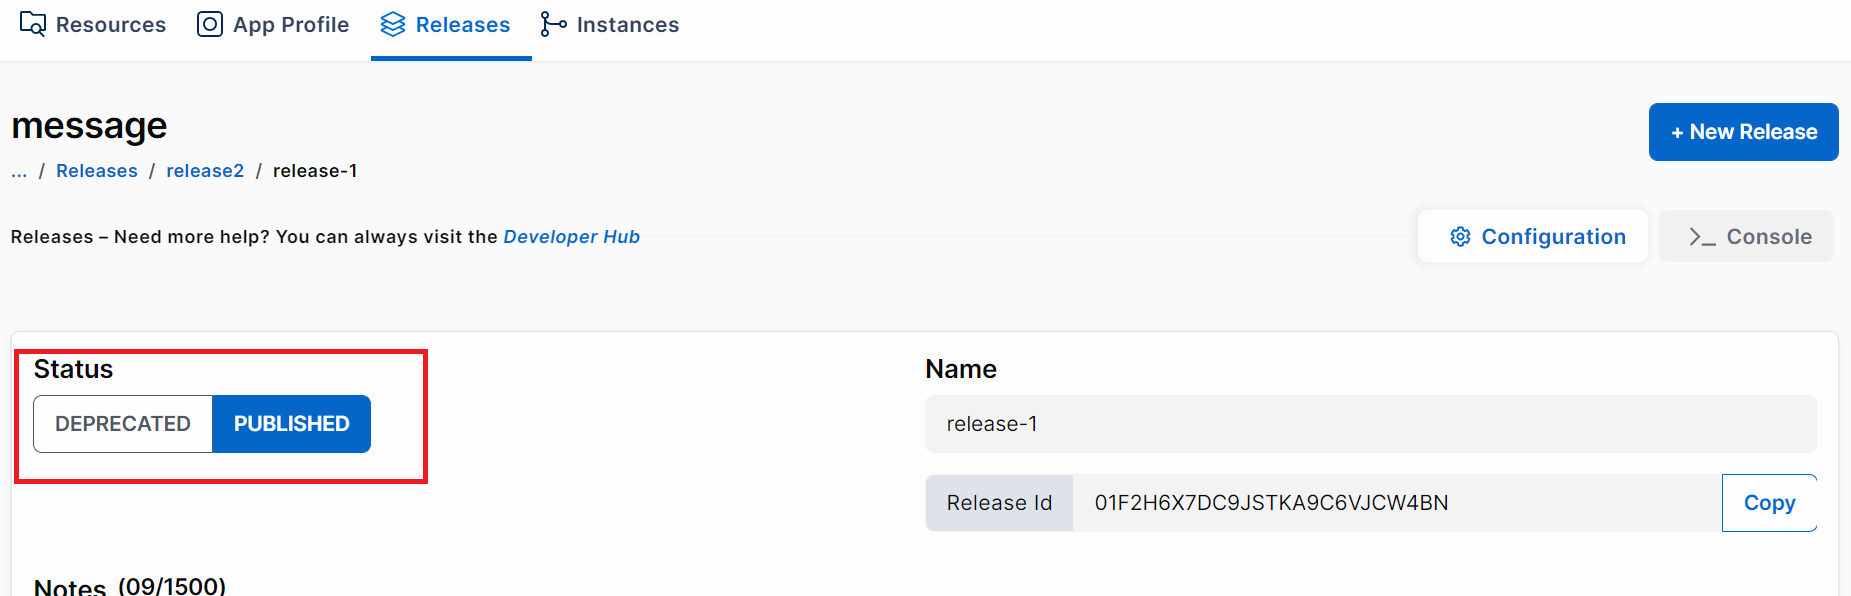 Resources App Profile Releases Instances
message
+ New Release
... / Releases / release2 / release-1
Releases – Need more help? You can always visit the Developer Hub
Configuration >_ Console
Status
DEPRECATED PUBLISHED
Name
release-1
Release Id 01F2H6X7DC9JSTKA9C6VJCW4BN Copy
Notes (09/1500)